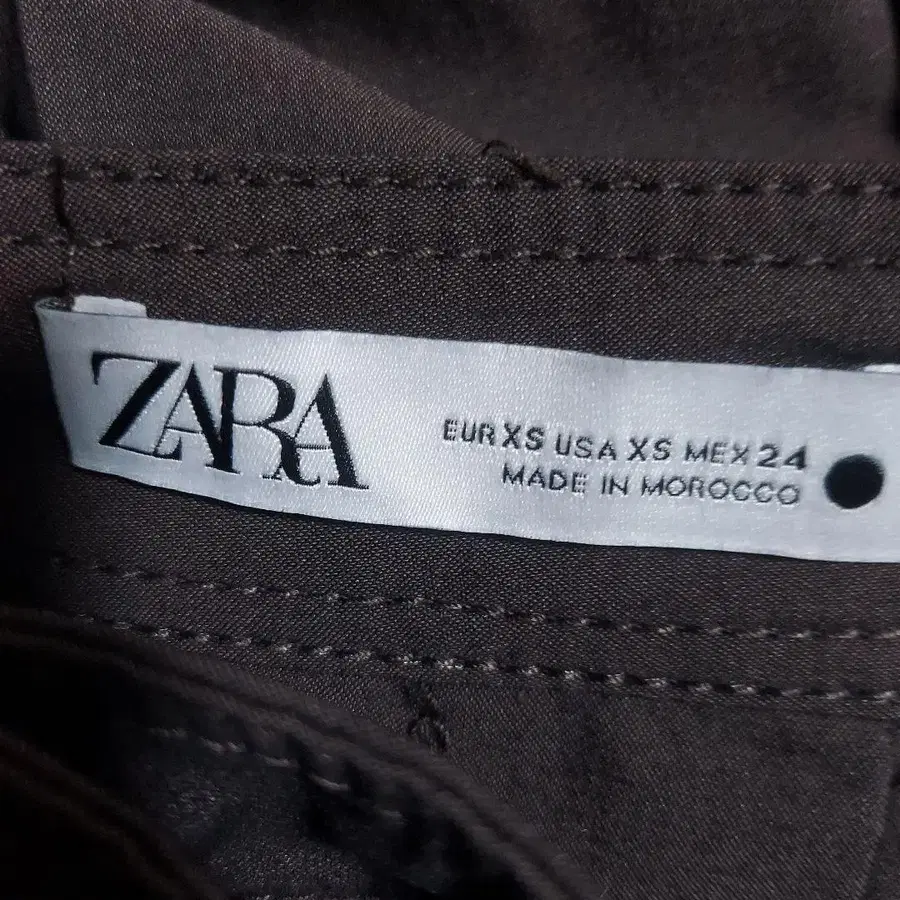 ZARA
EUR XS USA XS MEX 24
MADE IN MOROCCO